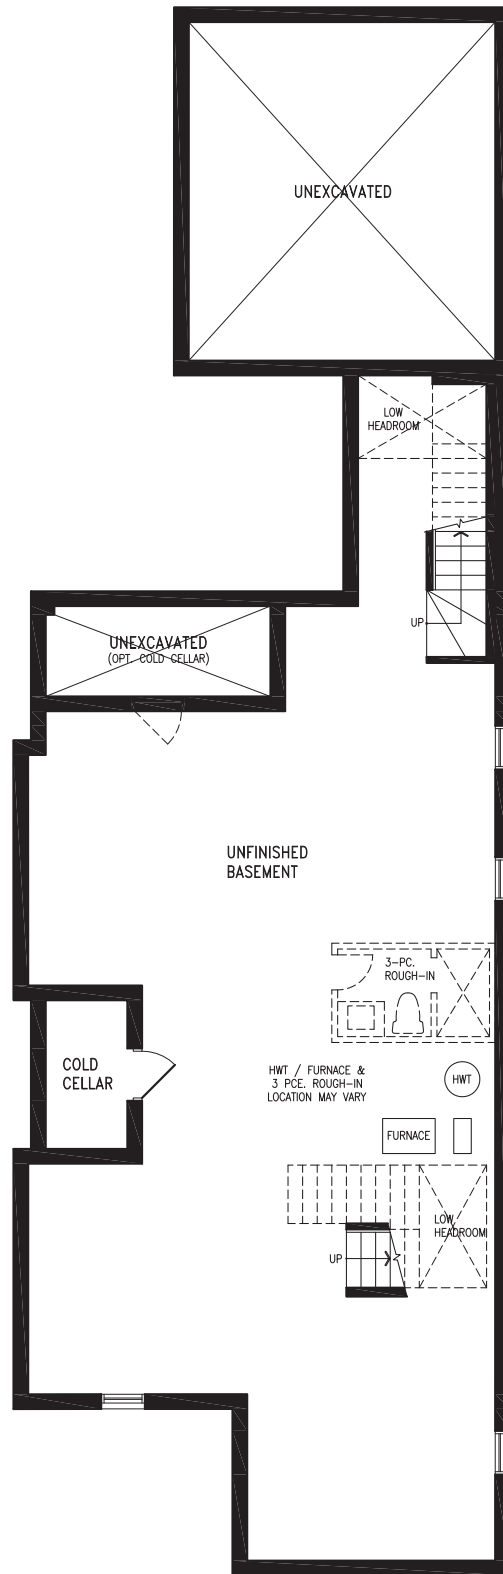 UNEXCAVATED
LOW
HEADROOM
UP
UNEXCAVATED
(OPT. COLD CELLAR)
UNFINISHED
BASEMENT
3-PC.
ROUGH-IN
COLD
CELLAR
HWT / FURNACE &
3 PCE. ROUGH-IN
LOCATION MAY VARY
HWT
FURNACE
LOW
HEADROOM
UP